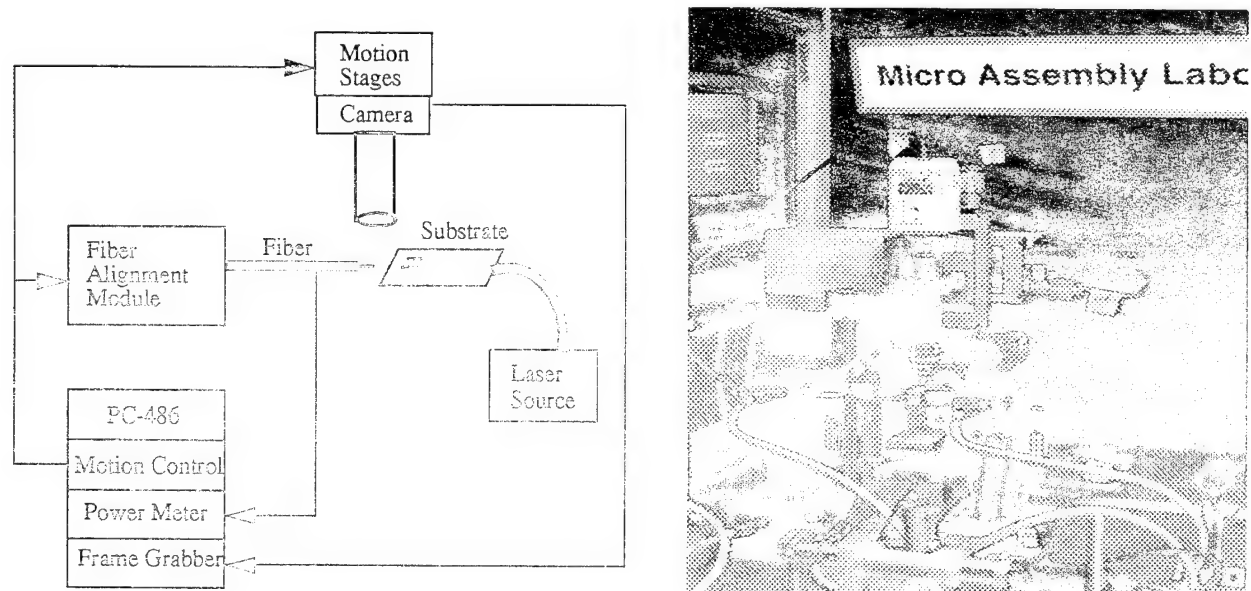 Motion
Stages
Camera
Substrate
Fiber
Fiber
Alignment
Module
Laser
Source
PC-486
Motion Control
Power Meter
Frame Grabber
Micro Assembly Labo